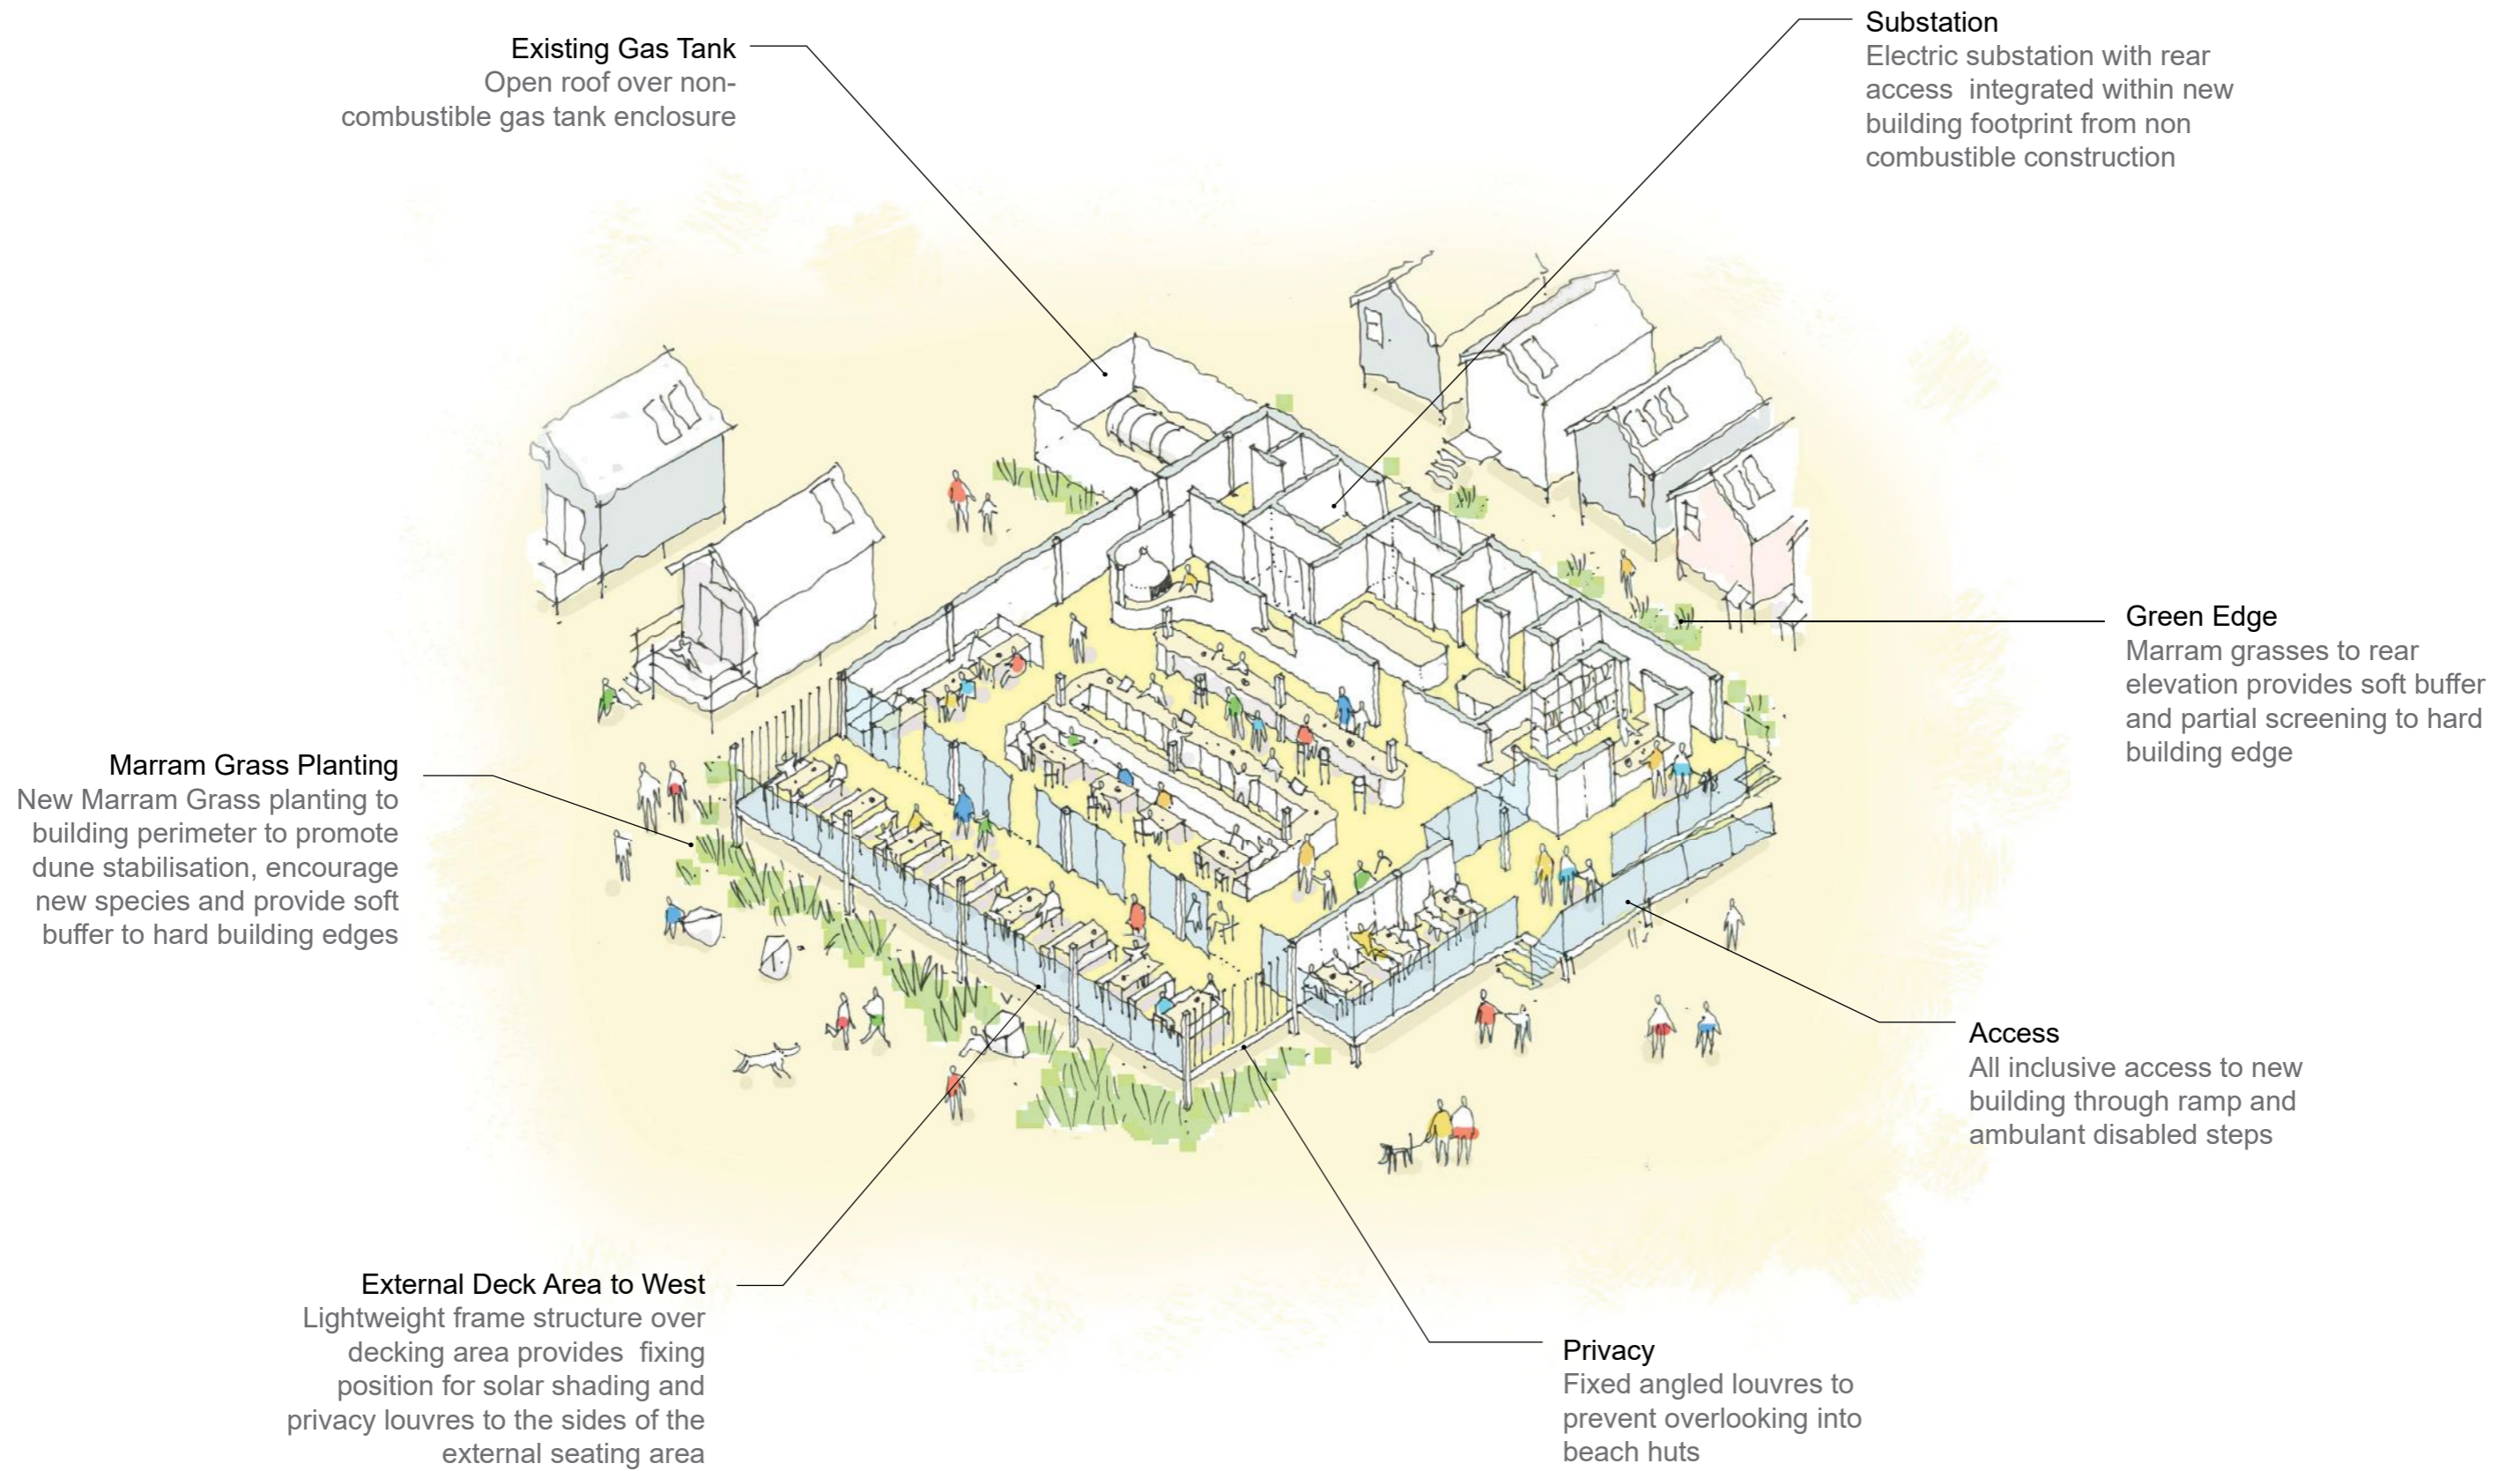 Existing Gas Tank
Open roof over non-
combustible gas tank enclosure
Substation
Electric substation with rear
access  integrated within new
building footprint from non
combustible construction
Green Edge
Marram grasses to rear
elevation provides soft buffer
and partial screening to hard
building edge
Marram Grass Planting
New Marram Grass planting to
building perimeter to promote
dune stabilisation, encourage
new species and provide soft
buffer to hard building edges
Access
All inclusive access to new
building through ramp and
ambulant disabled steps
External Deck Area to West
Lightweight frame structure over
decking area provides  fixing
position for solar shading and
privacy louvres to the sides of the
external seating area
Privacy
Fixed angled louvres to
prevent overlooking into
beach huts